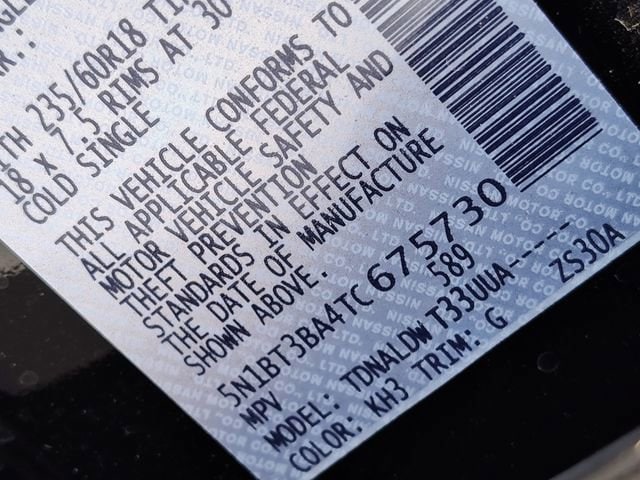 235/60R18
18 x 7.5 RIMS AT 30
COLD SINGLE
THIS VEHICLE CONFORMS TO
ALL APPLICABLE FEDERAL
MOTOR VEHICLE SAFETY AND
THEFT PREVENTION
STANDARDS IN EFFECT ON
THE DATE OF MANUFACTURE
SHOWN ABOVE.
5N1BT3BA4TC675730
MPV 589
MODEL: TDNALDWT33UUA----- ZS30A
COLOR: KH3 TRIM: G